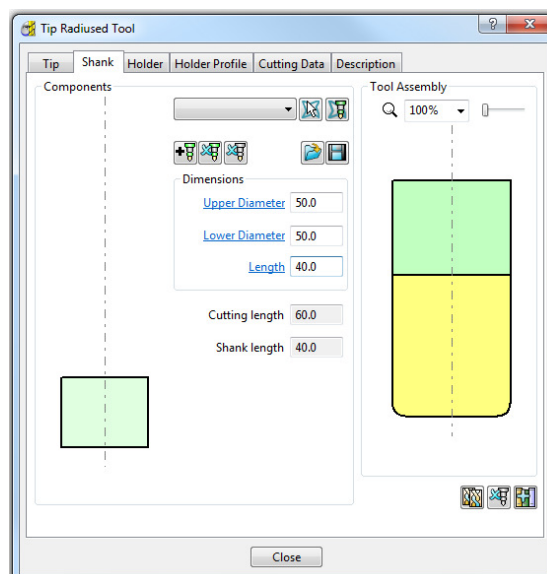 Tip Radiused Tool
Tip Shank Holder Holder Profile Cutting Data Description
Components
Tool Assembly
100%
Dimensions
Upper Diameter 50.0
Lower Diameter 50.0
Length 40.0
Cutting length 60.0
Shank length 40.0
Close